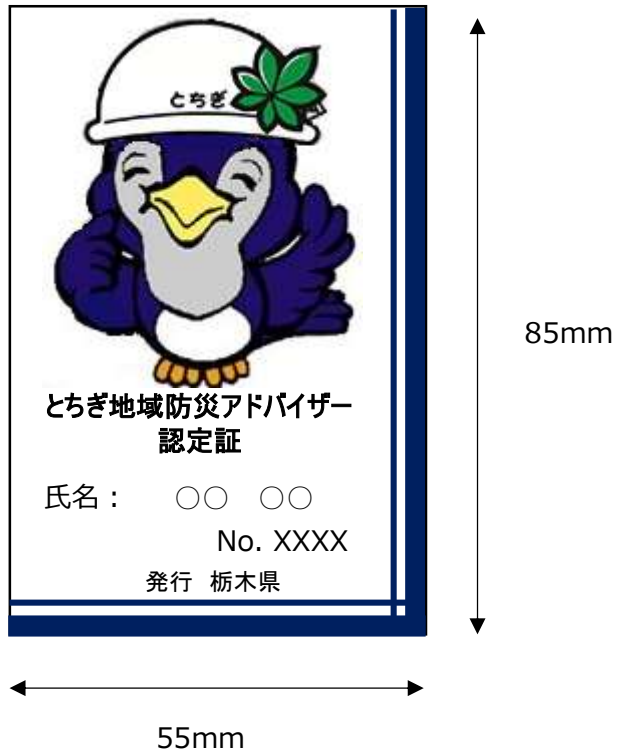 とちぎ
とちぎ地域防災アドバイザー
認定証
氏名： ○○　○○
No. XXXX
発行　栃木県
85mm
55mm